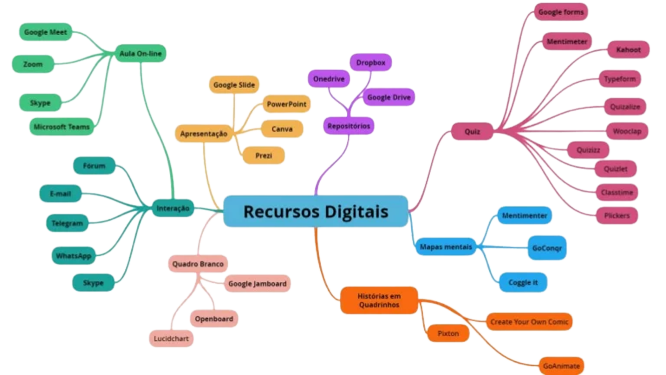 Google Meet
Aula On-line
Zoom
Skype
Microsoft Teams
Google Slide
PowerPoint
Apresentação
Canva
Prezi
Onedrive
Dropbox
Google Drive
Repositórios
Google forms
Mentimeter
Kahoot
Typeform
Quizalize
Quiz
Wooclap
Quizizz
Quizlet
Classtime
Plickers
Fórum
E-mail
Interação
Telegram
WhatsApp
Skype
Recursos Digitais
Mentimenter
Mapas mentais
GoConqr
Coggle it
Quadro Branco
Google Jamboard
Openboard
Lucidchart
Histórias em
Quadrinhos
Create Your Own Comic
Pixton
GoAnimate